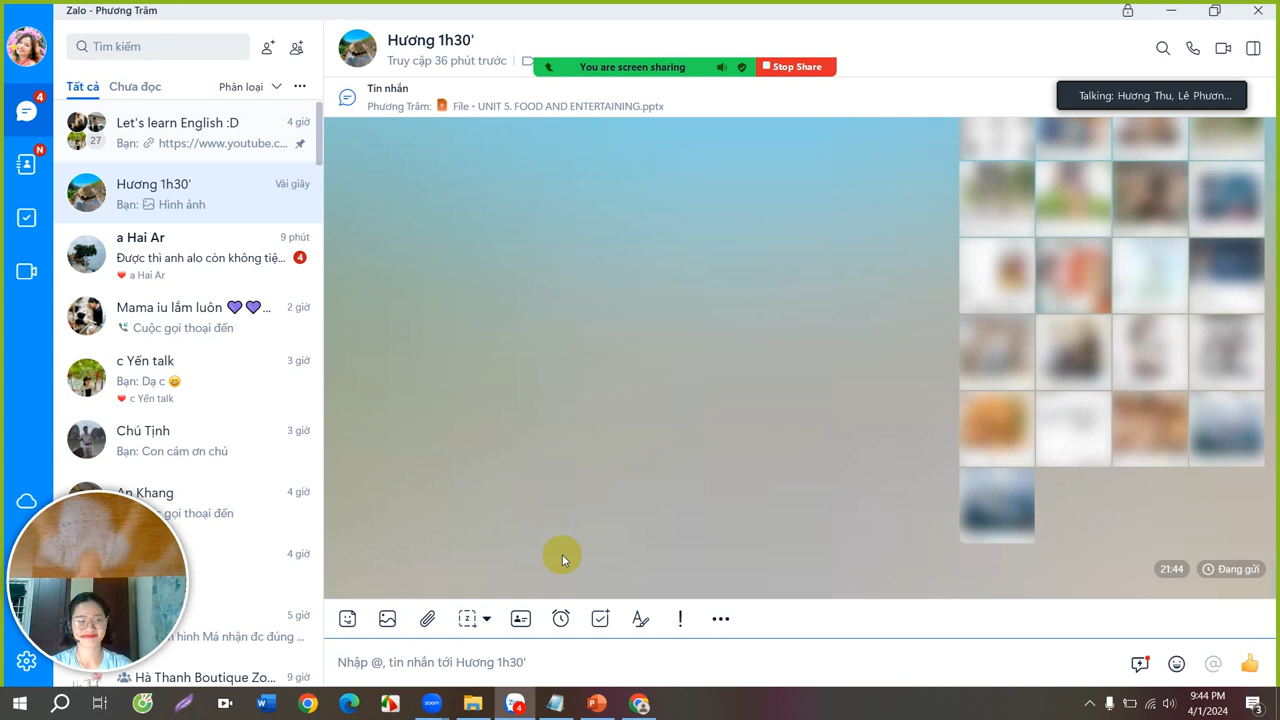 Zalo - Phương Trâm
Tìm kiếm
Tất cả
Chưa đọc
Phân loại
Let's learn English :D
4 giờ
27
Bạn: https://www.youtube.c...
Hương 1h30'
Vài giây
Bạn: Hình ảnh
a Hai Ar
9 phút
Được thì anh alo còn không tiệ...
4
a Hai Ar
Mama iu lắm luôn 💜💜...
2 giờ
Cuộc gọi thoại đến
c Yến talk
3 giờ
Bạn: Dạ c 😀
c Yến talk
Chú Tịnh
3 giờ
Bạn: Con cám ơn chú
An Khang
4 giờ
gọi thoại đến
4 giờ
5 giờ
hình Má nhận đc đúng ...
Hà Thanh Boutique Zo...
9 giờ
4
N
Hương 1h30'
Truy cập 36 phút trước
You are screen sharing
Stop Share
Tin nhắn
Phương Trâm: File • UNIT 5. FOOD AND ENTERTAINING.pptx
Talking: Hương Thu, Lê Phươn...
21:44
Đang gửi
Nhập @, tin nhắn tới Hương 1h30'
zoom
4
9:44 PM
4/1/2024
3